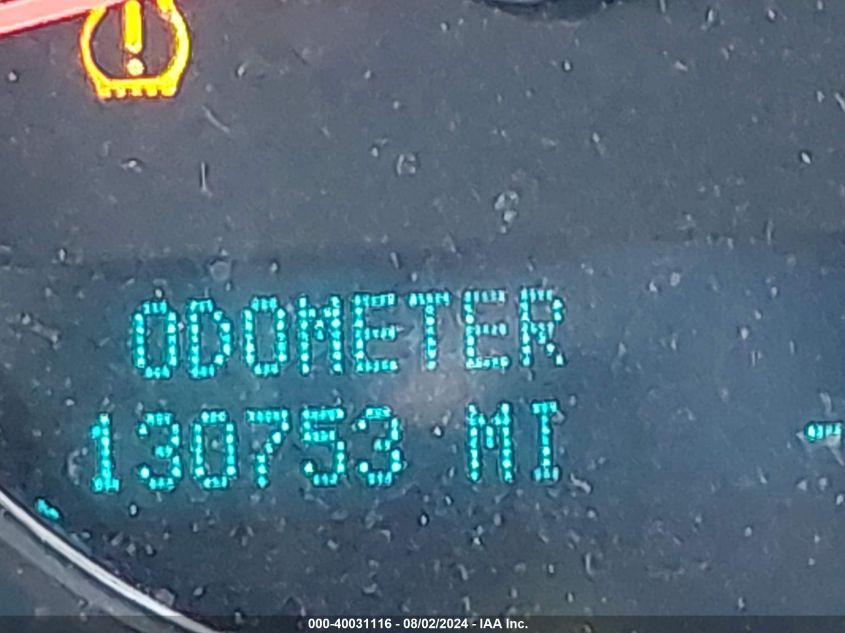 ODOMETER
130753 MI
000-40031116 - 08/02/2024 - IAA Inc.